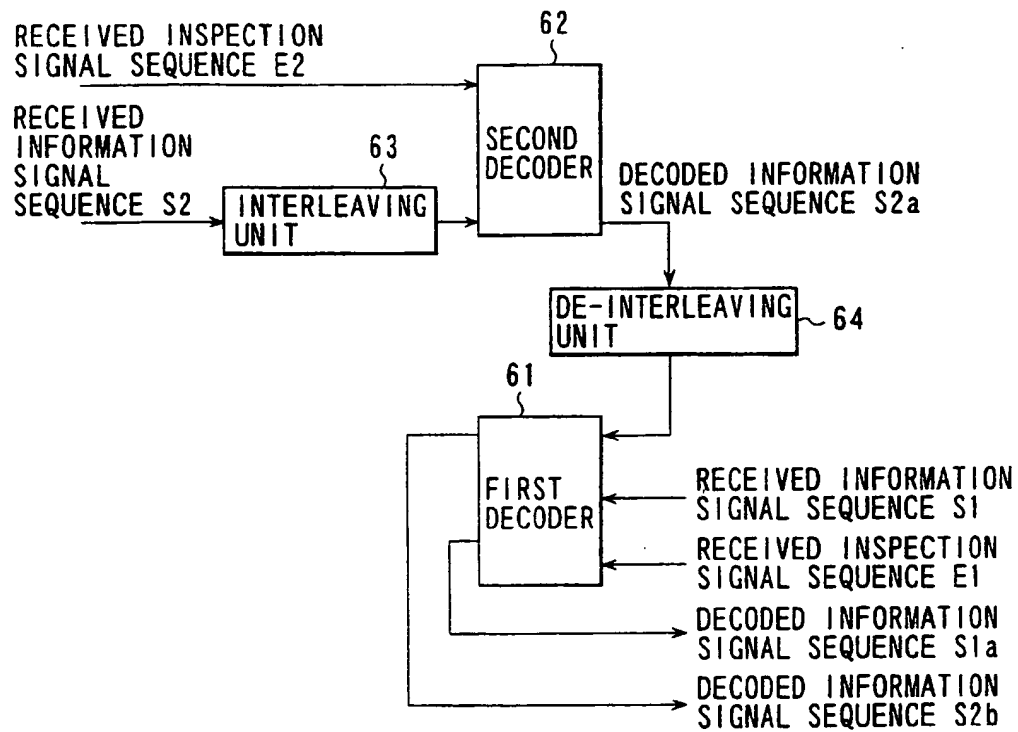 RECEIVED INSPECTION
SIGNAL SEQUENCE E2
62
RECEIVED
INFORMATION
SIGNAL
SEQUENCE S2
63
INTERLEAVING
UNIT
SECOND
DECODER
DECODED INFORMATION
SIGNAL SEQUENCE S2a
DE-INTERLEAVING
UNIT
64
61
FIRST
DECODER
RECEIVED INFORMATION
SIGNAL SEQUENCE S1
RECEIVED INSPECTION
SIGNAL SEQUENCE E1
DECODED INFORMATION
SIGNAL SEQUENCE S1a
DECODED INFORMATION
SIGNAL SEQUENCE S2b